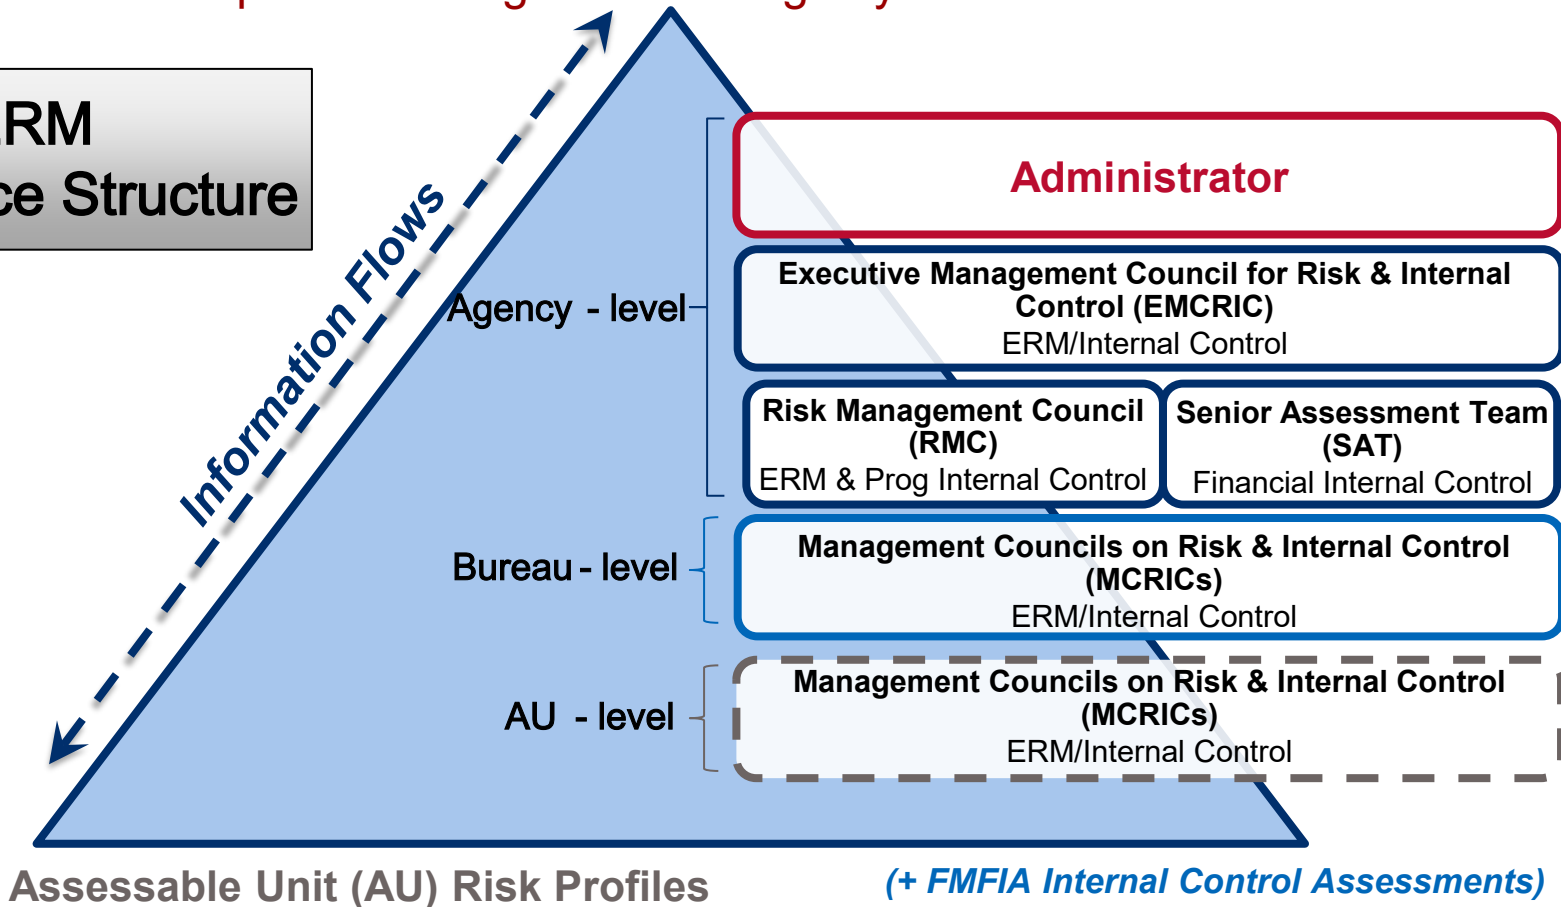 ERM
Structure
Information Flows
Administrator
Agency - level
Executive Management Council for Risk & Internal
Control (EMCRIC)
ERM/Internal Control
Risk Management Council
(RMC)
ERM & Prog Internal Control
Senior Assessment Team
(SAT)
Financial Internal Control
Bureau - level
Management Councils on Risk & Internal Control
(MCRICs)
ERM/Internal Control
AU - level
Management Councils on Risk & Internal Control
(MCRICs)
ERM/Internal Control
Assessable Unit (AU) Risk Profiles
(+ FMFIA Internal Control Assessments)